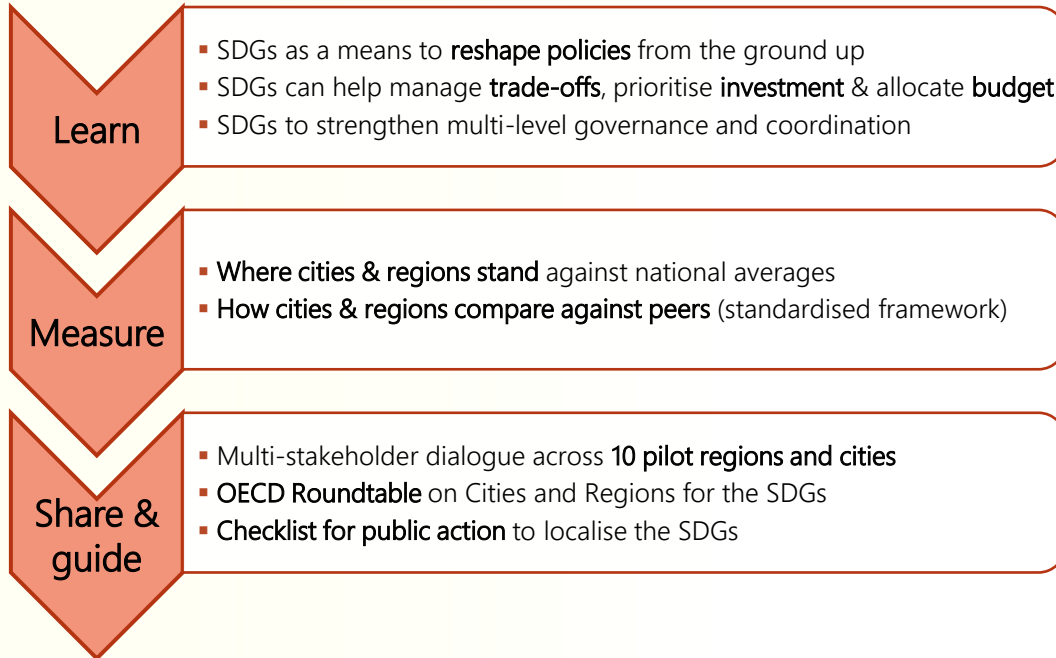 Learn
▪ SDGs as a means to reshape policies from the ground up
▪ SDGs can help manage trade-offs, prioritise investment & allocate budget
▪ SDGs to strengthen multi-level governance and coordination
Measure
▪ Where cities & regions stand against national averages
▪ How cities & regions compare against peers (standardised framework)
Share &
guide
▪ Multi-stakeholder dialogue across 10 pilot regions and cities
▪ OECD Roundtable on Cities and Regions for the SDGs
▪ Checklist for public action to localise the SDGs